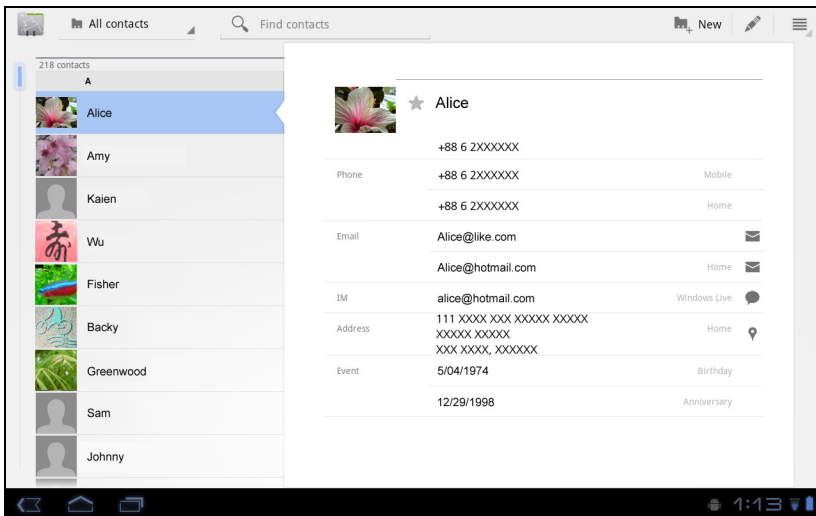 All contacts
Find contacts
New
218 contacts
A
Alice
Amy
Kaien
Wu
Fisher
Backy
Greenwood
Sam
Johnny
Alice
+88 6 2XXXXXX
Phone +88 6 2XXXXXX Mobile
+88 6 2XXXXXX Home
Email Alice@like.com
Alice@hotmail.com Home
IM alice@hotmail.com Windows Live
Address 111 XXXX XXX XXXXX XXXXX Home
XXXXX XXXXX
XXX XXXX, XXXXXX
Event 5/04/1974 Birthday
12/29/1998 Anniversary
1:13